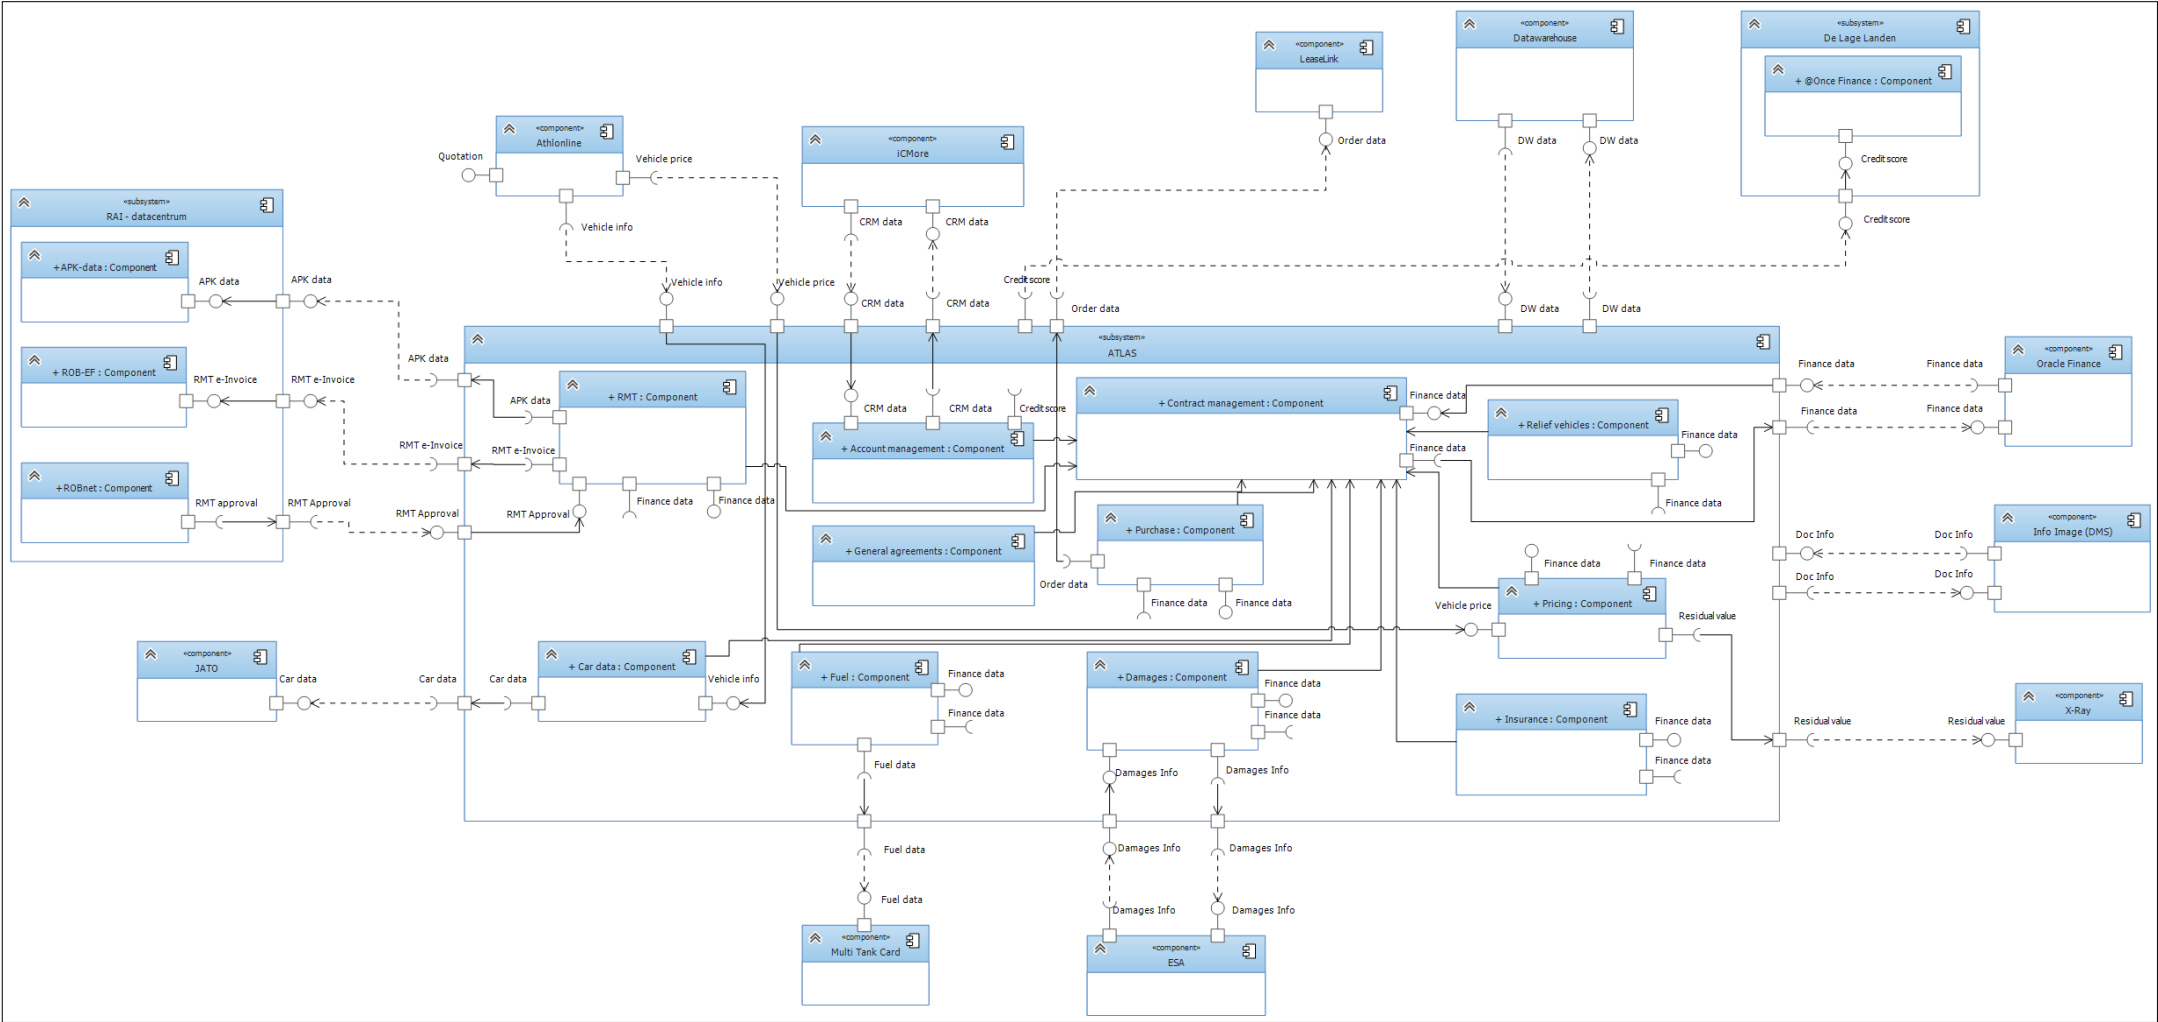 «component»
Datawarehouse
«subsystem»
De Lage Landen
«component»
LeaseLink
+ @Once Finance : Component
«component»
Athlonline
«component»
iCMore
Order data
DW data
DW data
Quotation
Vehicle price
Credit score
«subsystem»
RAI - datacentrum
Vehicle info
CRM data
CRM data
Credit score
+APK-data : Component
APK data
APK data
Vehicle info
Vehicle price
Credit score
CRM data
CRM data
Order data
DW data
DW data
«subsystem»
ATLAS
APK data
+ ROB-EF : Component
RMT e-Invoice
RMT e-Invoice
+ RMT : Component
APK data
CRM data
CRM data
Credit score
+ Contract management : Component
Finance data
Finance data
Finance data
«component»
Oracle Finance
Finance data
Finance data
+ Relief vehicles : Component
Finance data
RMT e-Invoice
RMT e-Invoice
+ Account management : Component
Finance data
+ROBnet : Component
RMT approval
RMT Approval
RMT Approval
RMT Approval
Finance data
Finance data
Finance data
+ General agreements : Component
+ Purchase : Component
Order data
Finance data
Finance data
Finance data
Finance data
Doc Info
Doc Info
«component»
Info Image (DMS)
Doc Info
Doc Info
Vehicle price
+ Pricing : Component
Residual value
«component»
JATO
Car data
Car data
Car data
+ Car data : Component
Vehicle info
+ Fuel : Component
Finance data
Finance data
+ Damages : Component
Finance data
Finance data
+ Insurance : Component
Finance data
Finance data
Residual value
Residual value
«component»
X-Ray
Fuel data
Damages Info
Damages Info
Fuel data
Damages Info
Damages Info
Fuel data
Damages Info
Damages Info
«component»
Multi Tank Card
«component»
ESA